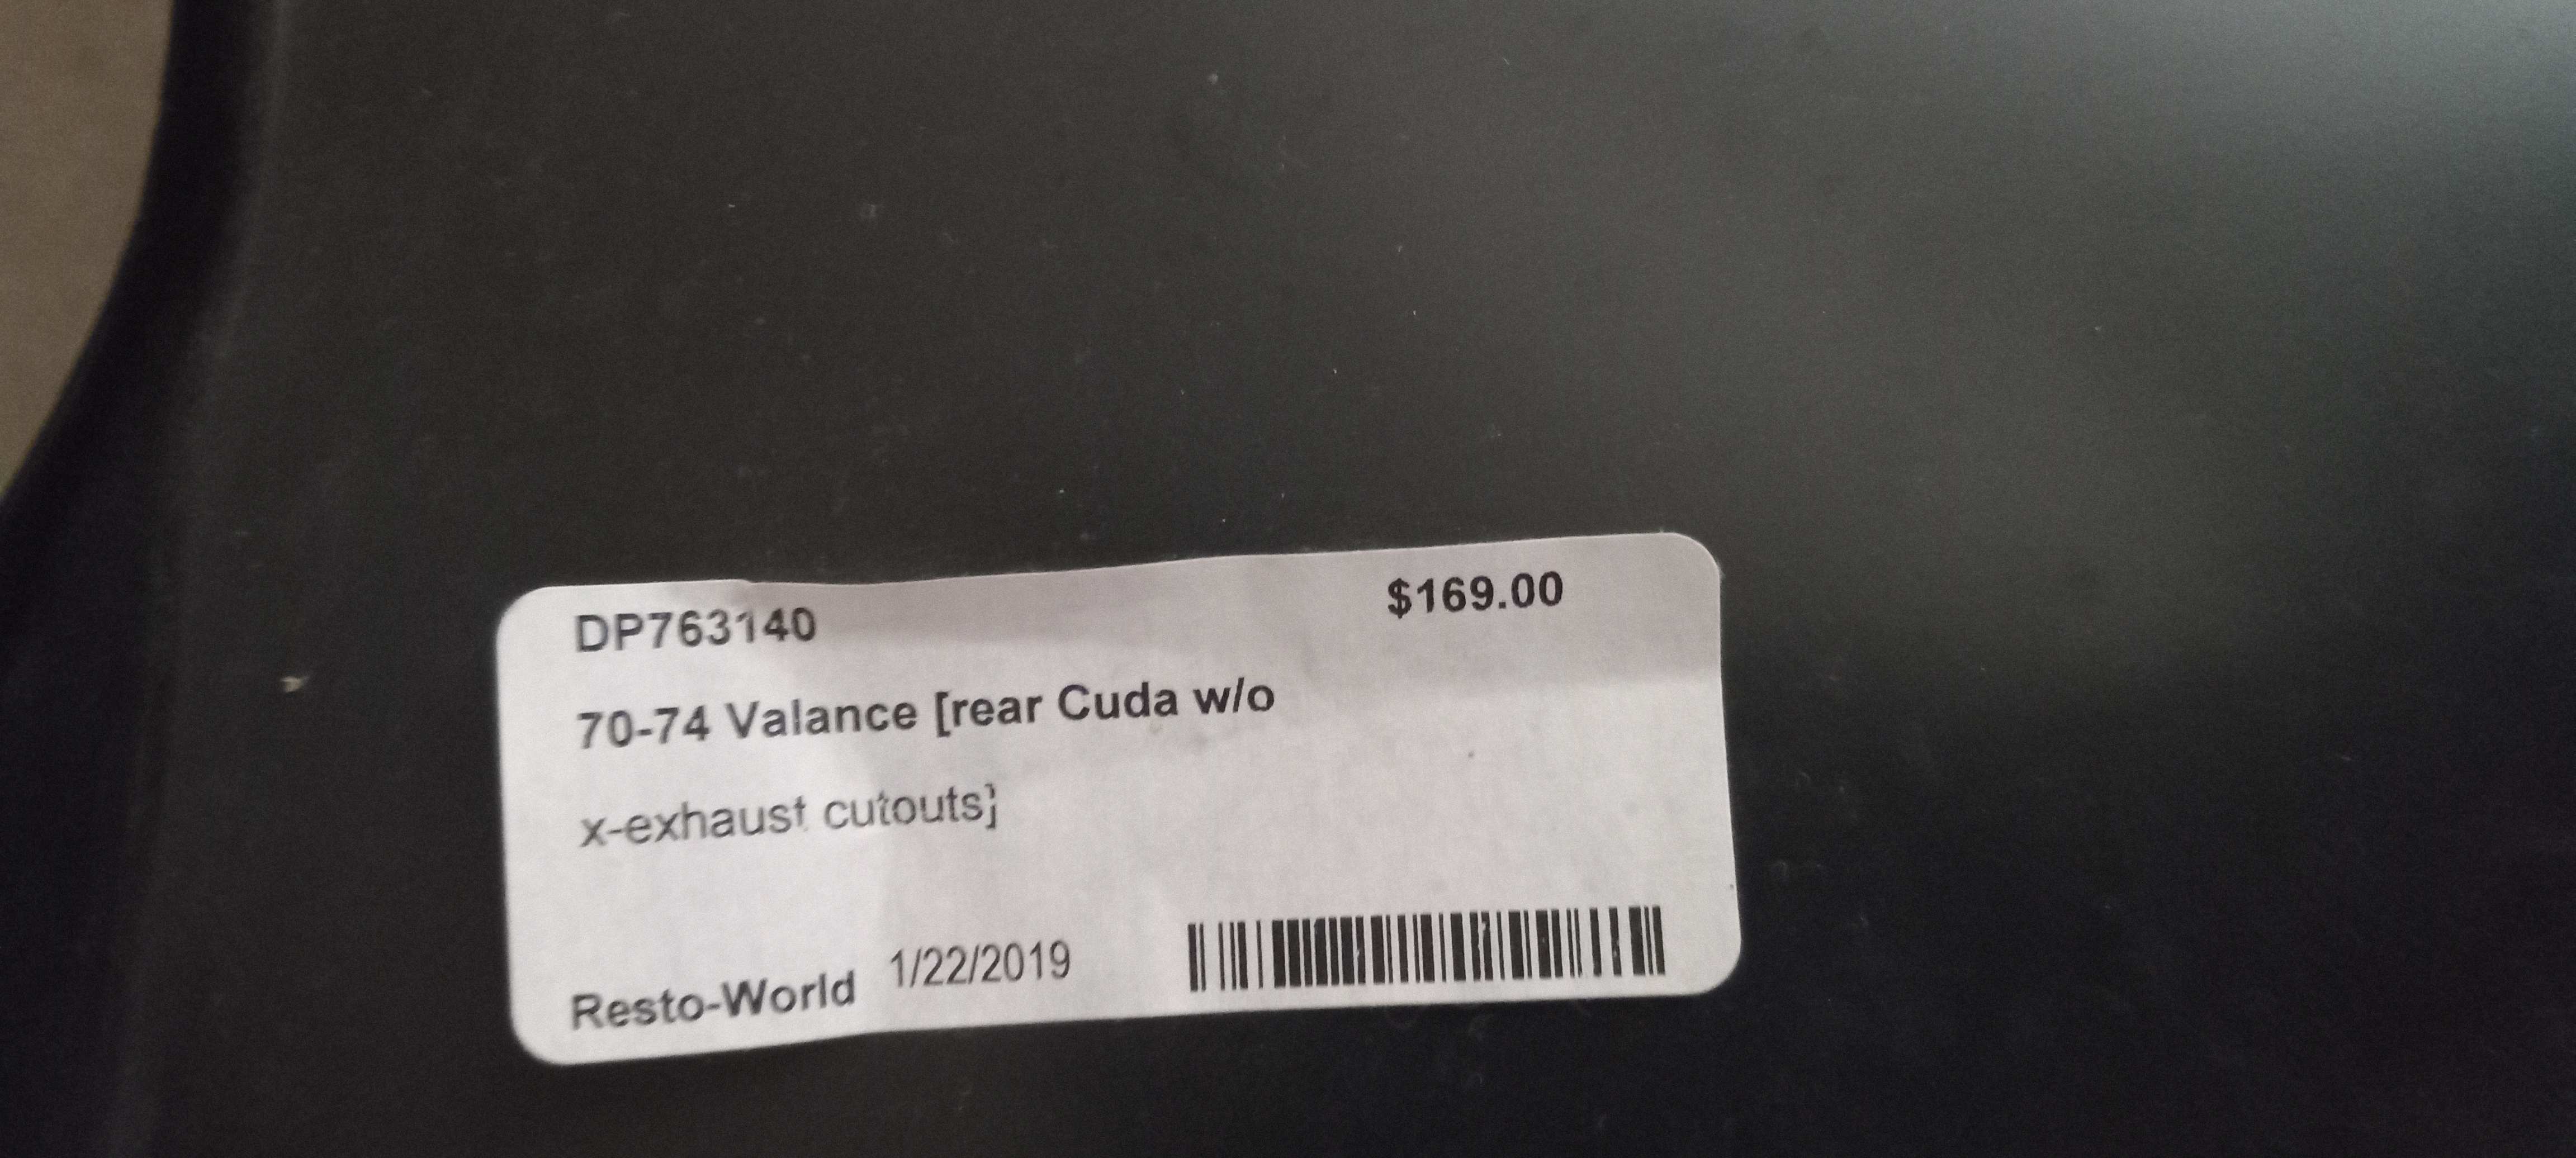 DP763140 $169.00
70-74 Valance [rear Cuda w/o
x-exhaust cutouts]
Resto-World 1/22/2019